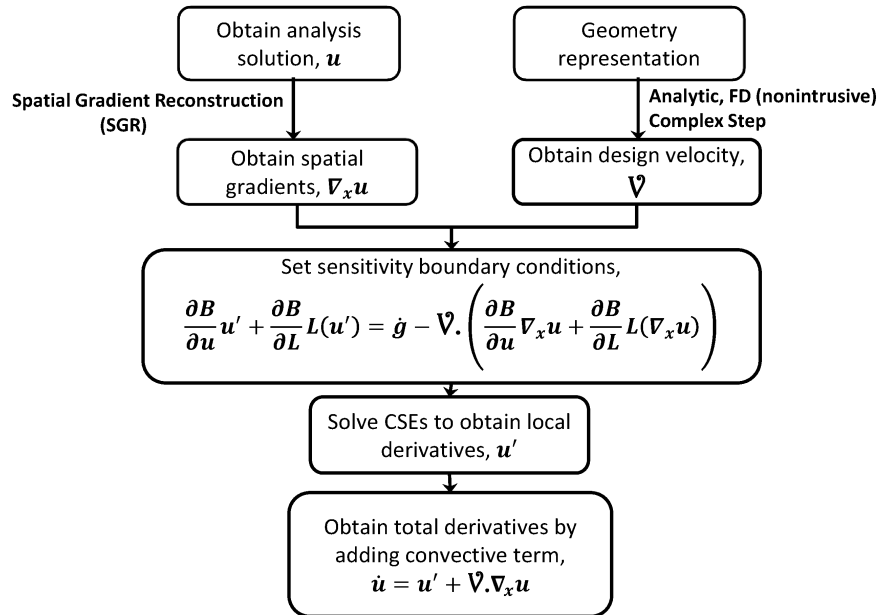 Obtain analysis
solution, u
Geometry
representation
Spatial Gradient Reconstruction
(SGR)
Analytic, FD (nonintrusive)
Complex Step
Obtain spatial
gradients, ∇ₓu
Obtain design velocity,
𝒱
Set sensitivity boundary conditions,
∂B/∂u u′ + ∂B/∂L L(u′) = ġ − 𝒱. (∂B/∂u ∇ₓu + ∂B/∂L L(∇ₓu))
Solve CSEs to obtain local
derivatives, u′
Obtain total derivatives by
adding convective term,
u̇ = u′ + 𝒱.∇ₓu